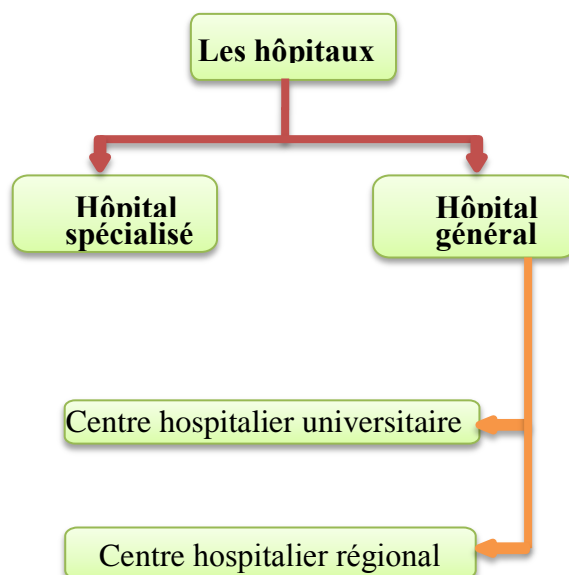 Les hôpitaux
Hôpital
spécialisé
Hôpital
général
Centre hospitalier universitaire
Centre hospitalier régional